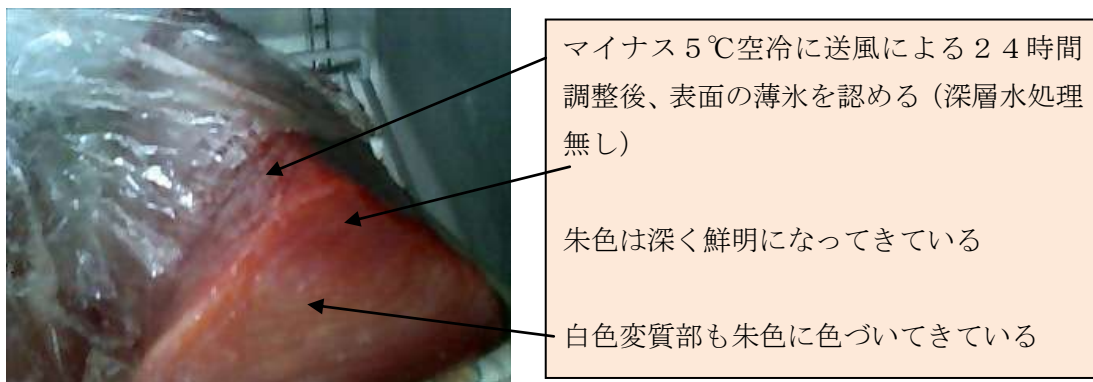 マイナス５℃空冷に送風による２４時間
調整後、表面の薄氷を認める（深層水処理
無し）
朱色は深く鮮明になってきている
白色変質部も朱色に色づいてきている